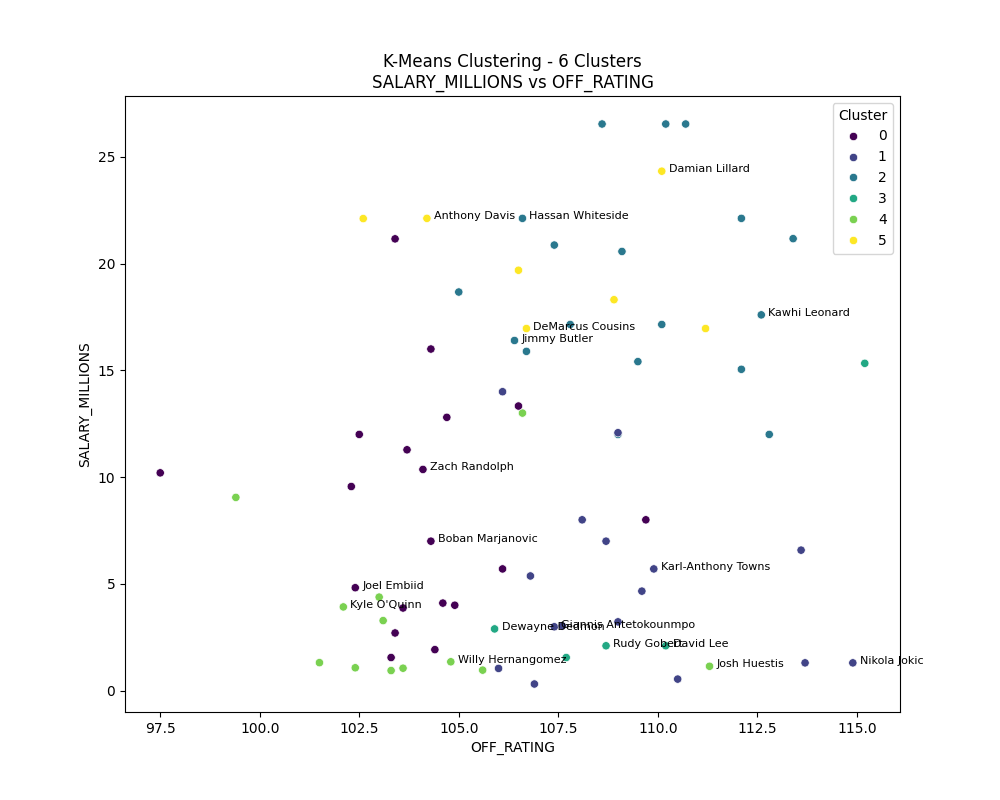 K-Means Clustering - 6 Clusters
SALARY_MILLIONS vs OFF_RATING
Cluster
0
1
2
3
4
5
Damian Lillard
Anthony Davis
Hassan Whiteside
Kawhi Leonard
DeMarcus Cousins
Jimmy Butler
Zach Randolph
Boban Marjanovic
Karl-Anthony Towns
Joel Embiid
Kyle O'Quinn
Dewayne Dedmon
Giannis Antetokounmpo
Rudy Gobert
David Lee
Willy Hernangomez
Josh Huestis
Nikola Jokic
25
20
15
10
5
0
SALARY_MILLIONS
97.5
100.0
102.5
105.0
107.5
110.0
112.5
115.0
OFF_RATING